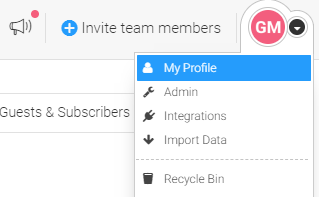 Invite team members
GM
My Profile
Admin
Guests & Subscribers
Integrations
Import Data
Recycle Bin